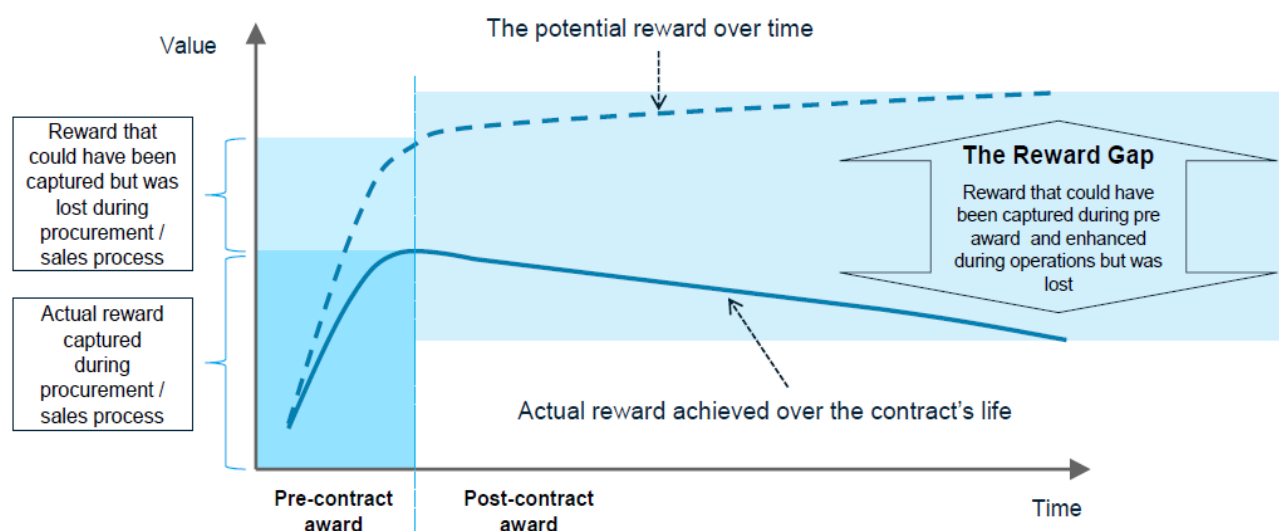 The potential reward over time
Value
Reward that
could have been
captured but was
lost during
procurement /
sales process
The Reward Gap
Reward that could have
been captured during pre
award and enhanced
during operations but was
lost
Actual reward
captured
during
procurement /
sales process
Actual reward achieved over the contract's life
Pre-contract
award
Post-contract
award
Time